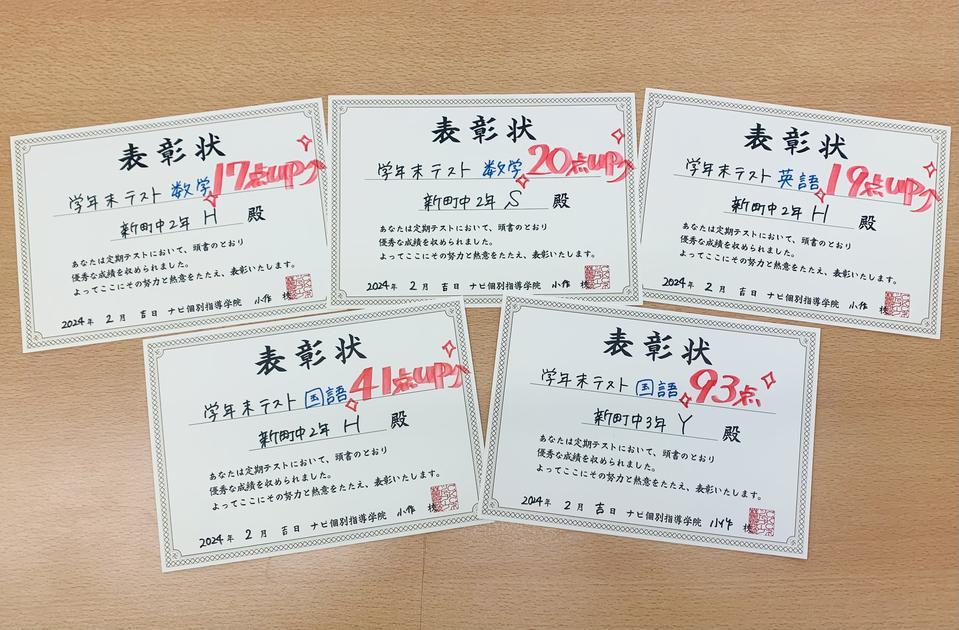 表彰状
学年末テスト 数学 17点UP
新町中2年 H 殿
あなたは定期テストにおいて、頭書のとおり
優秀な成績を収められました。
よってここにその努力と熱意をたたえ、表彰いたします。
2024年 2月 吉日 ナビ個別指導学院 小作 校
表彰状
学年末テスト 数学 20点UP
新町中2年 S 殿
あなたは定期テストにおいて、頭書のとおり
優秀な成績を収められました。
よってここにその努力と熱意をたたえ、表彰いたします。
2024年 2月 吉日 ナビ個別指導学院 小作 校
表彰状
学年末テスト 英語 19点UP
新町中2年 H 殿
あなたは定期テストにおいて、頭書のとおり
優秀な成績を収められました。
よってここにその努力と熱意をたたえ、表彰いたします。
2024年 2月 吉日 ナビ個別指導学院 小作 校
表彰状
学年末テスト 国語 41点UP
新町中2年 H 殿
あなたは定期テストにおいて、頭書のとおり
優秀な成績を収められました。
よってここにその努力と熱意をたたえ、表彰いたします。
2024年 2月 吉日 ナビ個別指導学院 小作 校
表彰状
学年末テスト 国語 93点
新町中3年 Y 殿
あなたは定期テストにおいて、頭書のとおり
優秀な成績を収められました。
よってここにその努力と熱意をたたえ、表彰いたします。
2024年 2月 吉日 ナビ個別指導学院 小作 校